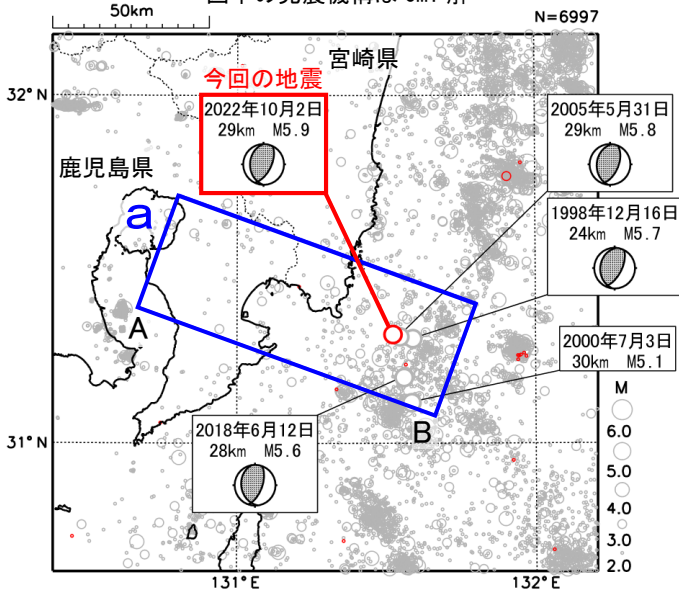 50km
N=6997
宮崎県
32°N
今回の地震
2022年10月2日
29km M5.9
2005年5月31日
29km M5.8
鹿児島県
1998年12月16日
24km M5.7
a
A
2000年7月3日
30km M5.1
M
B
6.0
2018年6月12日
28km M5.6
31°N
5.0
4.0
3.0
2.0
131°E
132°E